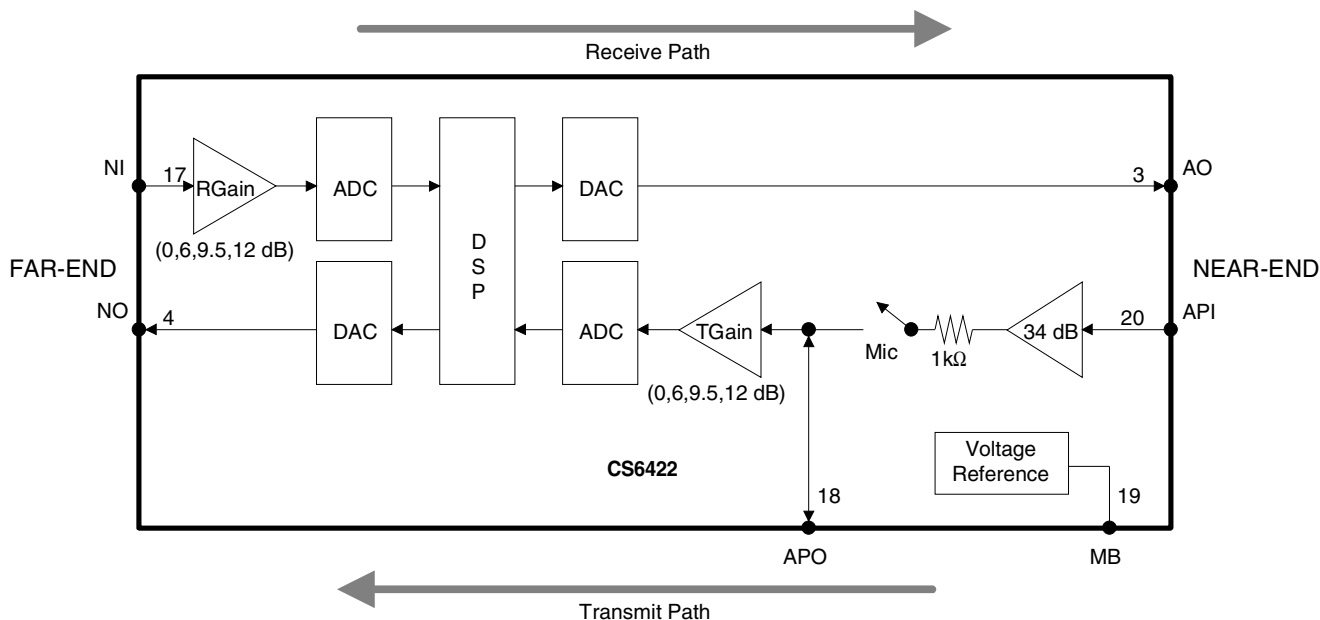 Receive Path
NI
17
RGain
(0,6,9.5,12 dB)
ADC
DSP
DAC
3
AO
FAR-END
NEAR-END
NO
4
DAC
ADC
TGain
(0,6,9.5,12 dB)
Mic
1kΩ
34 dB
20
API
CS6422
Voltage
Reference
18
19
APO
MB
Transmit Path